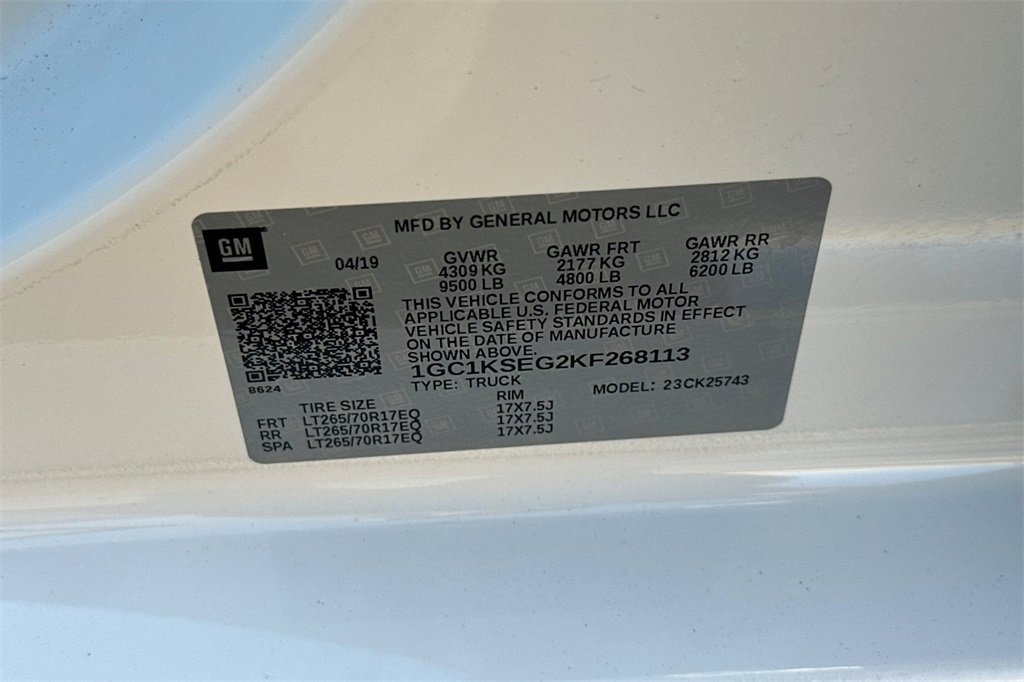 MFD BY GENERAL MOTORS LLC
GM
04/19
GVWR GAWR FRT GAWR RR
4309 KG 2177 KG 2812 KG
9500 LB 4800 LB 6200 LB
THIS VEHICLE CONFORMS TO ALL
APPLICABLE U.S. FEDERAL MOTOR
VEHICLE SAFETY STANDARDS IN EFFECT
ON THE DATE OF MANUFACTURE
SHOWN ABOVE.
1GC1KSEG2KF268113
8624
TYPE: TRUCK MODEL: 23CK25743
TIRE SIZE RIM
FRT LT265/70R17EQ 17X7.5J
RR LT265/70R17EQ 17X7.5J
SPA LT265/70R17EQ 17X7.5J